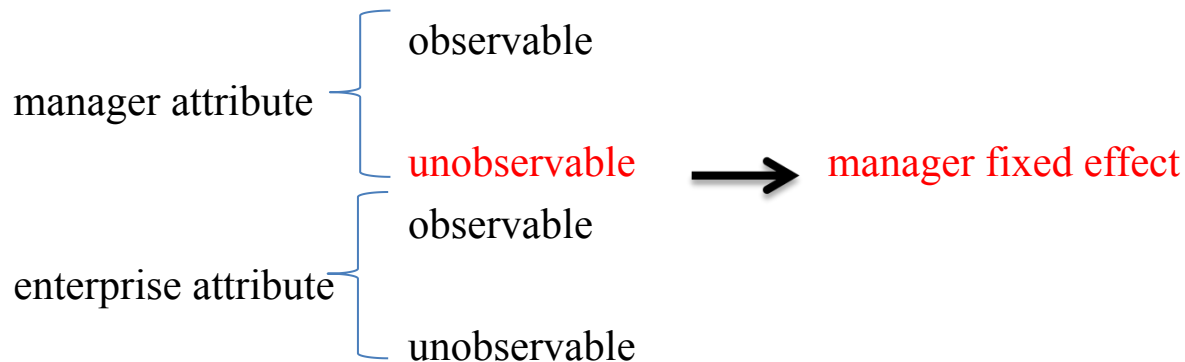 observable
manager attribute
unobservable
manager fixed effect
observable
enterprise attribute
unobservable